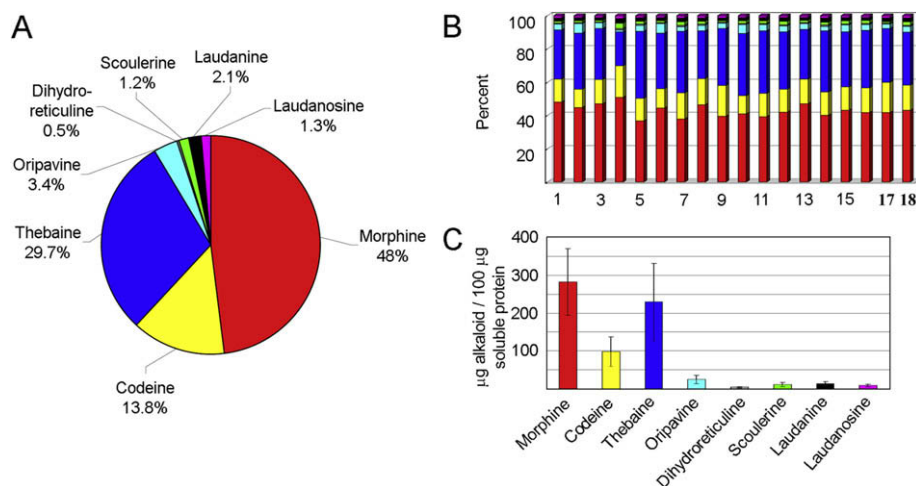 A
Scoulerine
1.2%
Laudanine
2.1%
Dihydro-
reticuline
0.5%
Laudanosine
1.3%
Oripavine
3.4%
Thebaine
29.7%
Morphine
48%
Codeine
13.8%
B
Percent
100
80
60
40
20
1 3 5 7 9 11 13 15 17 18
C
µg alkaloid / 100 µg
soluble protein
400
300
200
100
Morphine
Codeine
Thebaine
Oripavine
Dihydroreticuline
Scoulerine
Laudanine
Laudanosine